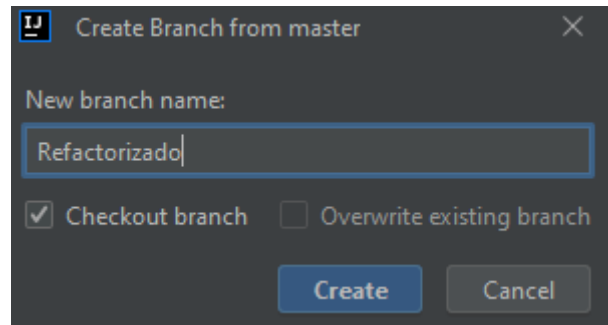 IJ
Create Branch from master
New branch name:
Refactorizado
Checkout branch
Overwrite existing branch
Create
Cancel